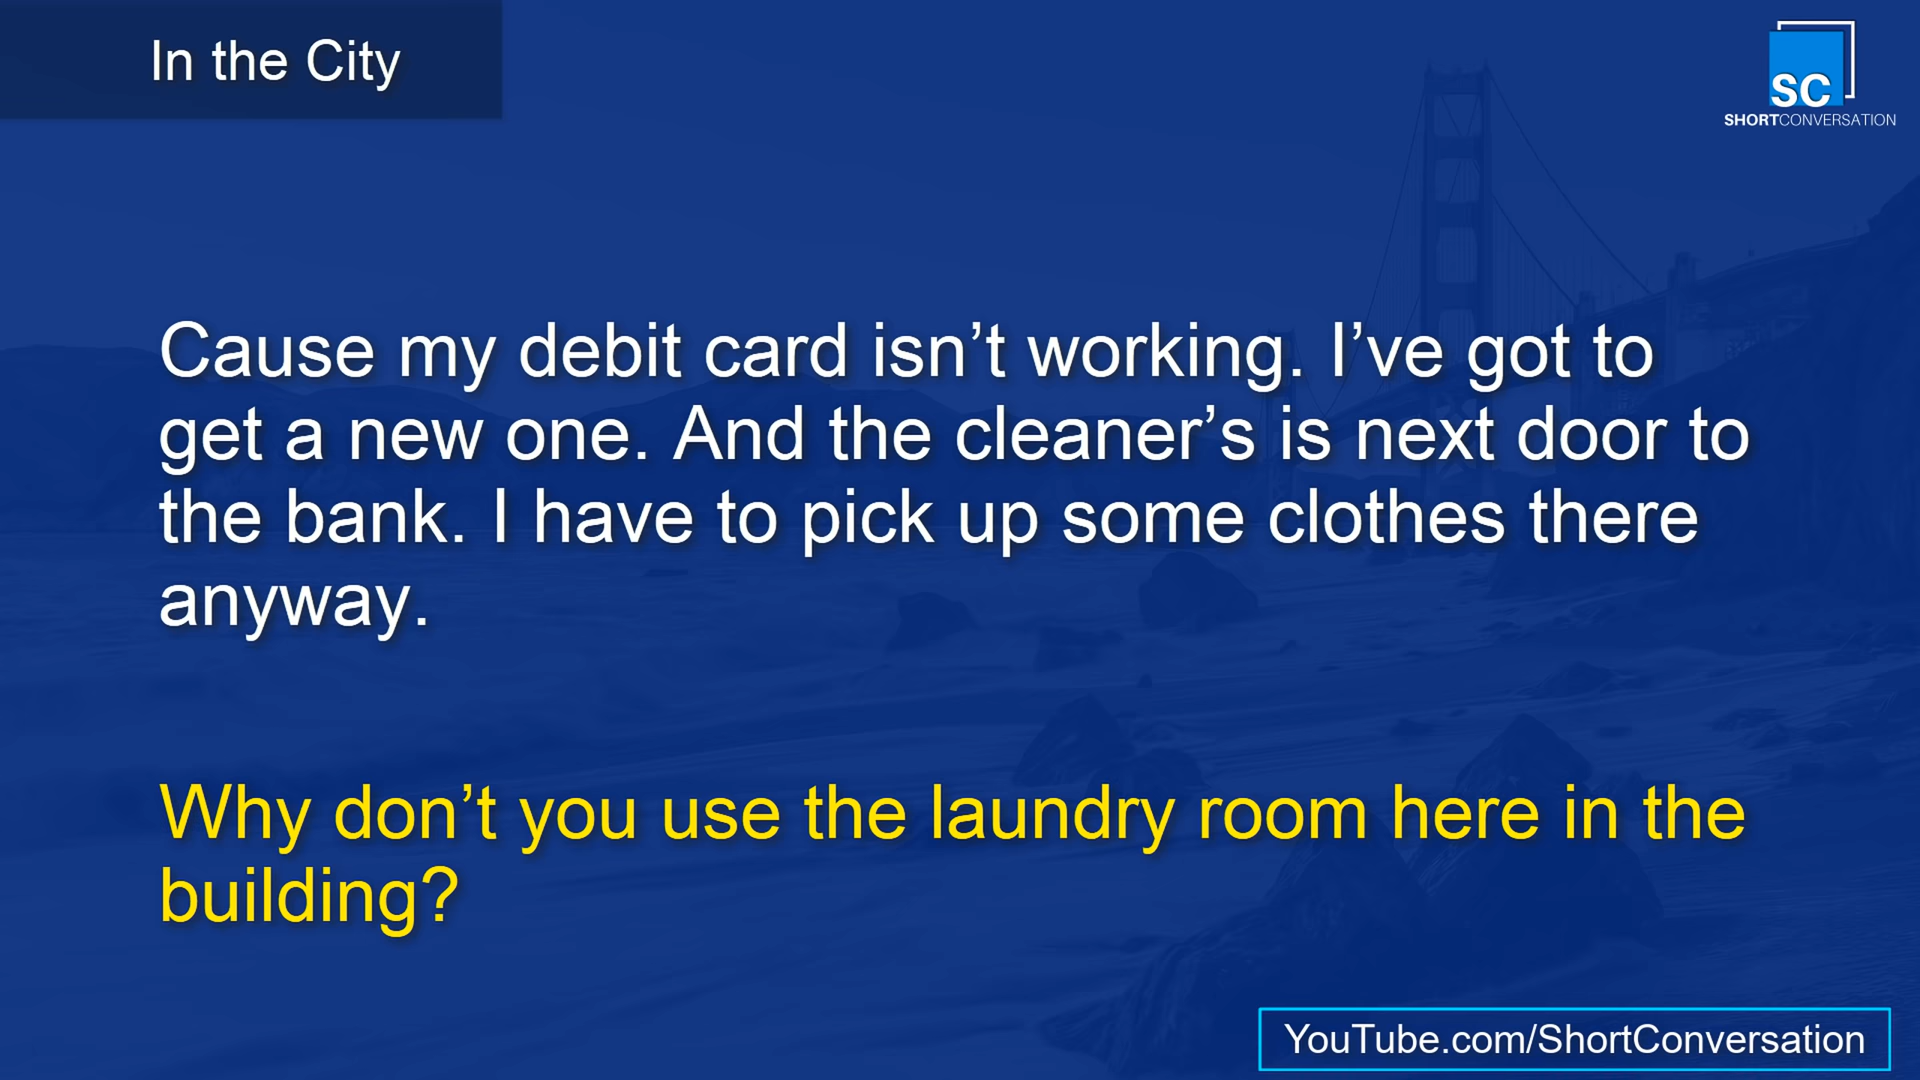 In the City
SC
SHORTCONVERSATION
Cause my debit card isn’t working. I’ve got to
get a new one. And the cleaner’s is next door to
the bank. I have to pick up some clothes there
anyway.
Why don’t you use the laundry room here in the
building?
YouTube.com/ShortConversation